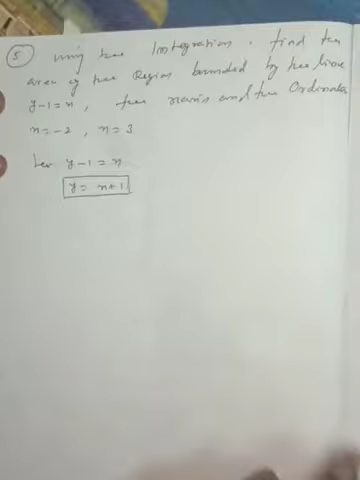 5 using the Integration, find the
area of the Region bounded by the line
y-1=x, the x-axis and the Ordinates
x=-2, x=3
Let y-1=x
y= x+1